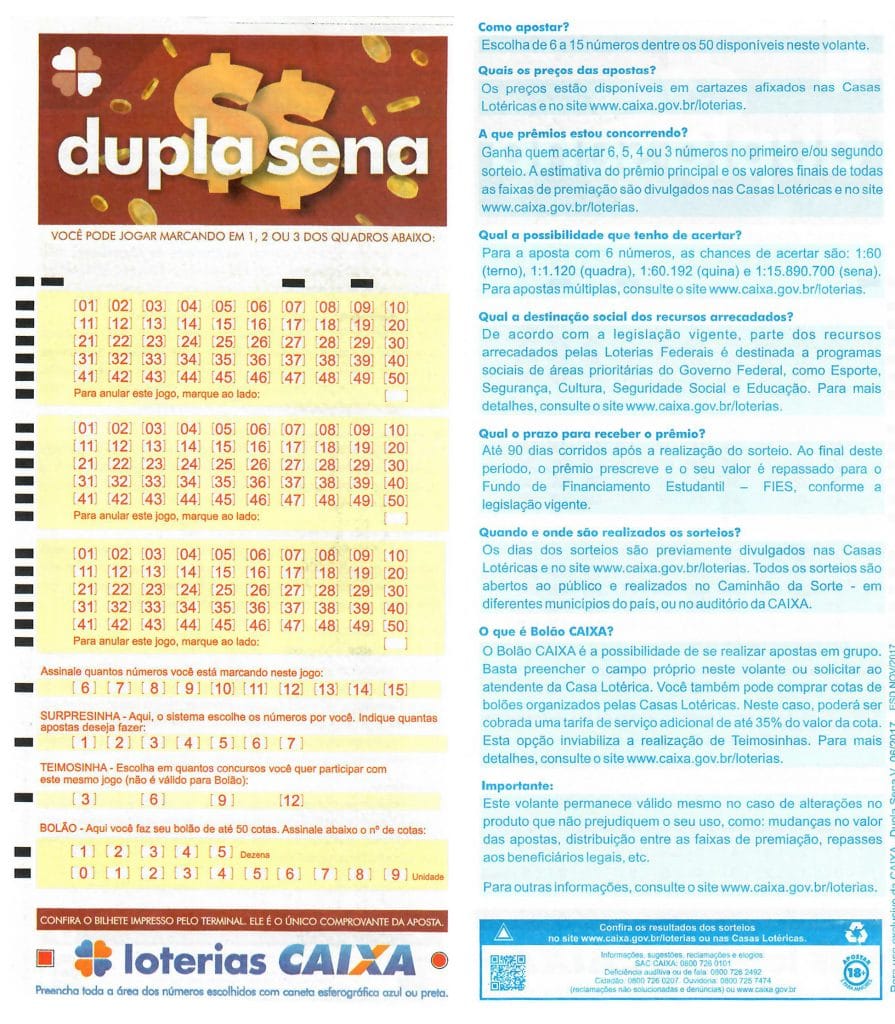 dupla sena
VOCÊ PODE JOGAR MARCANDO EM 1, 2 OU 3 DOS QUADROS ABAIXO:
[01] [02] [03] [04] [05] [06] [07] [08] [09] [10]
[11] [12] [13] [14] [15] [16] [17] [18] [19] [20]
[21] [22] [23] [24] [25] [26] [27] [28] [29] [30]
[31] [32] [33] [34] [35] [36] [37] [38] [39] [40]
[41] [42] [43] [44] [45] [46] [47] [48] [49] [50]
Para anular este jogo, marque ao lado: [ ]
[01] [02] [03] [04] [05] [06] [07] [08] [09] [10]
[11] [12] [13] [14] [15] [16] [17] [18] [19] [20]
[21] [22] [23] [24] [25] [26] [27] [28] [29] [30]
[31] [32] [33] [34] [35] [36] [37] [38] [39] [40]
[41] [42] [43] [44] [45] [46] [47] [48] [49] [50]
Para anular este jogo, marque ao lado: [ ]
[01] [02] [03] [04] [05] [06] [07] [08] [09] [10]
[11] [12] [13] [14] [15] [16] [17] [18] [19] [20]
[21] [22] [23] [24] [25] [26] [27] [28] [29] [30]
[31] [32] [33] [34] [35] [36] [37] [38] [39] [40]
[41] [42] [43] [44] [45] [46] [47] [48] [49] [50]
Para anular este jogo, marque ao lado: [ ]
Assinale quantos números você está marcando neste jogo:
[ 6 ] [ 7 ] [ 8 ] [ 9 ] [10] [11] [12] [13] [14] [15]
SURPRESINHA - Aqui, o sistema escolhe os números por você. Indique quantas
apostas deseja fazer:
[ 1 ] [ 2 ] [ 3 ] [ 4 ] [ 5 ] [ 6 ] [ 7 ]
TEIMOSINHA - Escolha em quantos concursos você quer participar com
este mesmo jogo (não é válido para Bolão):
[ 3 ] [ 6 ] [ 9 ] [12]
BOLÃO - Aqui você faz seu bolão de até 50 cotas. Assinale abaixo o nº de cotas:
[ 1 ] [ 2 ] [ 3 ] [ 4 ] [ 5 ] Dezena
[ 0 ] [ 1 ] [ 2 ] [ 3 ] [ 4 ] [ 5 ] [ 6 ] [ 7 ] [ 8 ] [ 9 ] Unidade
CONFIRA O BILHETE IMPRESSO PELO TERMINAL. ELE É O ÚNICO COMPROVANTE DA APOSTA.
loterias CAIXA
Preencha toda a área dos números escolhidos com caneta esferográfica azul ou preta.
Como apostar?
Escolha de 6 a 15 números dentre os 50 disponíveis neste volante.
Quais os preços das apostas?
Os preços estão disponíveis em cartazes afixados nas Casas
Lotéricas e no site www.caixa.gov.br/loterias.
A que prêmios estou concorrendo?
Ganha quem acertar 6, 5, 4 ou 3 números no primeiro e/ou segundo
sorteio. A estimativa do prêmio principal e os valores finais de todas
as faixas de premiação são divulgados nas Casas Lotéricas e no site
www.caixa.gov.br/loterias.
Qual a possibilidade que tenho de acertar?
Para a aposta com 6 números, as chances de acertar são: 1:60
(terno), 1:1.120 (quadra), 1:60.192 (quina) e 1:15.890.700 (sena).
Para apostas múltiplas, consulte o site www.caixa.gov.br/loterias.
Qual a destinação social dos recursos arrecadados?
De acordo com a legislação vigente, parte dos recursos
arrecadados pelas Loterias Federais é destinada a programas
sociais de áreas prioritárias do Governo Federal, como Esporte,
Segurança, Cultura, Seguridade Social e Educação. Para mais
detalhes, consulte o site www.caixa.gov.br/loterias.
Qual o prazo para receber o prêmio?
Até 90 dias corridos após a realização do sorteio. Ao final deste
período, o prêmio prescreve e o seu valor é repassado para o
Fundo de Financiamento Estudantil – FIES, conforme a
legislação vigente.
Quando e onde são realizados os sorteios?
Os dias dos sorteios são previamente divulgados nas Casas
Lotéricas e no site www.caixa.gov.br/loterias. Todos os sorteios são
abertos ao público e realizados no Caminhão da Sorte - em
diferentes municípios do país, ou no auditório da CAIXA.
O que é Bolão CAIXA?
O Bolão CAIXA é a possibilidade de se realizar apostas em grupo.
Basta preencher o campo próprio neste volante ou solicitar ao
atendente da Casa Lotérica. Você também pode comprar cotas de
bolões organizados pelas Casas Lotéricas. Neste caso, poderá ser
cobrada uma tarifa de serviço adicional de até 35% do valor da cota.
Esta opção inviabiliza a realização de Teimosinhas. Para mais
detalhes, consulte o site www.caixa.gov.br/loterias.
Importante:
Este volante permanece válido mesmo no caso de alterações no
produto que não prejudiquem o seu uso, como: mudanças no valor
das apostas, distribuição entre as faixas de premiação, repasses
aos beneficiários legais, etc.
Para outras informações, consulte o site www.caixa.gov.br/loterias.
Confira os resultados dos sorteios
no site www.caixa.gov.br/loterias ou nas Casas Lotéricas.
Informações, sugestões, reclamações e elogios
SAC CAIXA: 0800 726 0101
Deficiência auditiva ou de fala: 0800 726 2492
Cidadão: 0800 726 0207 Ouvidoria: 0800 725 7474
(reclamações não solucionadas e denúncias) ou www.caixa.gov.br
APOSTAR
18+
Para uso exclusivo da CAIXA - Dupla Sena V. 06/2017 - ESD NOV/2017